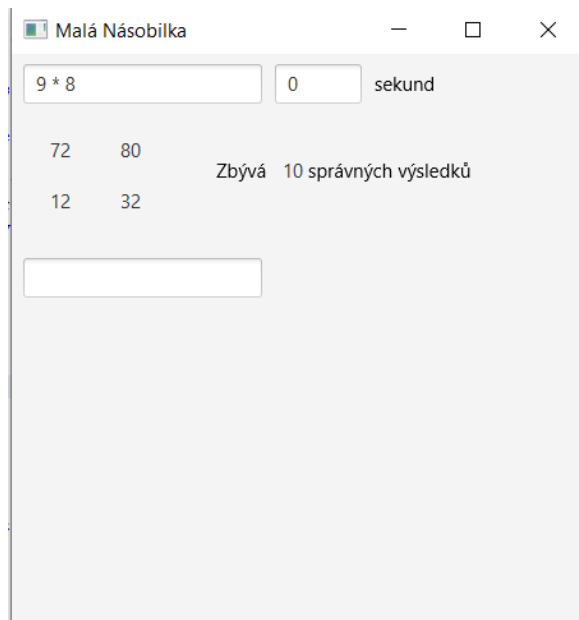 Malá Násobilka
9 * 8 0 sekund
72 80
Zbývá 10 správných výsledků
12 32